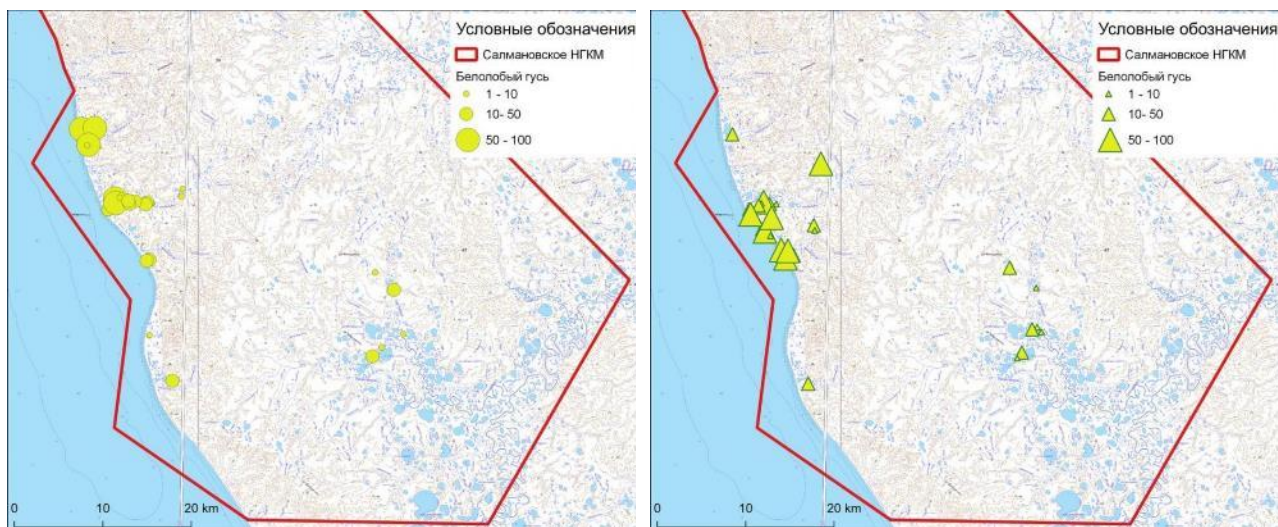 Условные обозначения
Салмановское НГКМ
Белолобый гусь
1 - 10
10- 50
50 - 100
0 10 20 km
Условные обозначения
Салмановское НГКМ
Белолобый гусь
1 - 10
10 - 50
50 - 100
0 10 20 km